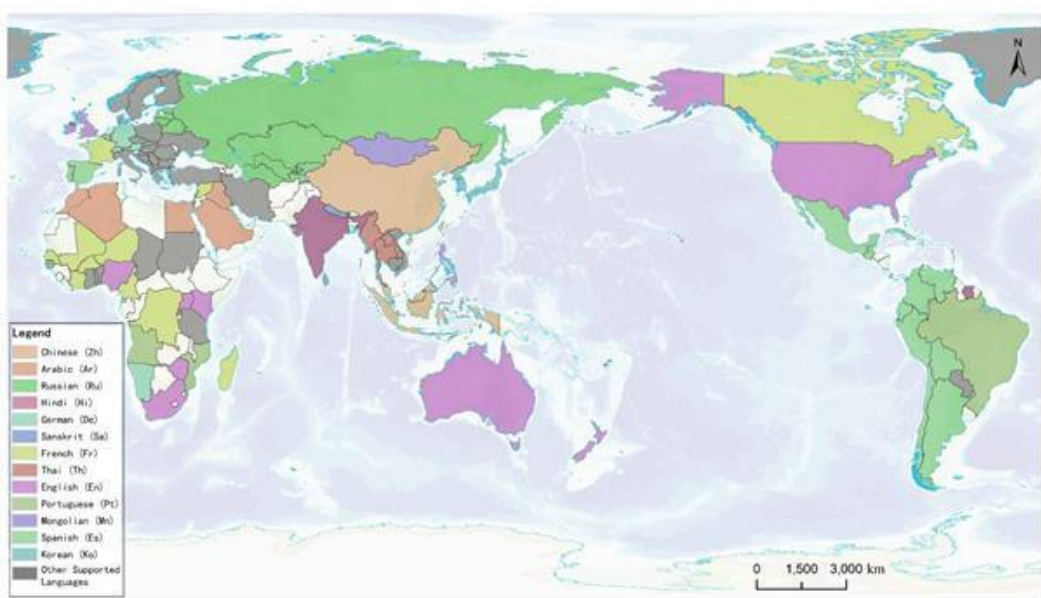 N
Legend
Chinese (Zh)
Arabic (Ar)
Russian (Ru)
Hindi (Hi)
German (De)
Sanskrit (Sa)
French (Fr)
Thai (Th)
English (En)
Portuguese (Pt)
Mongolian (Mn)
Spanish (Es)
Korean (Ko)
Other Supported
Languages
0 1,500 3,000 km